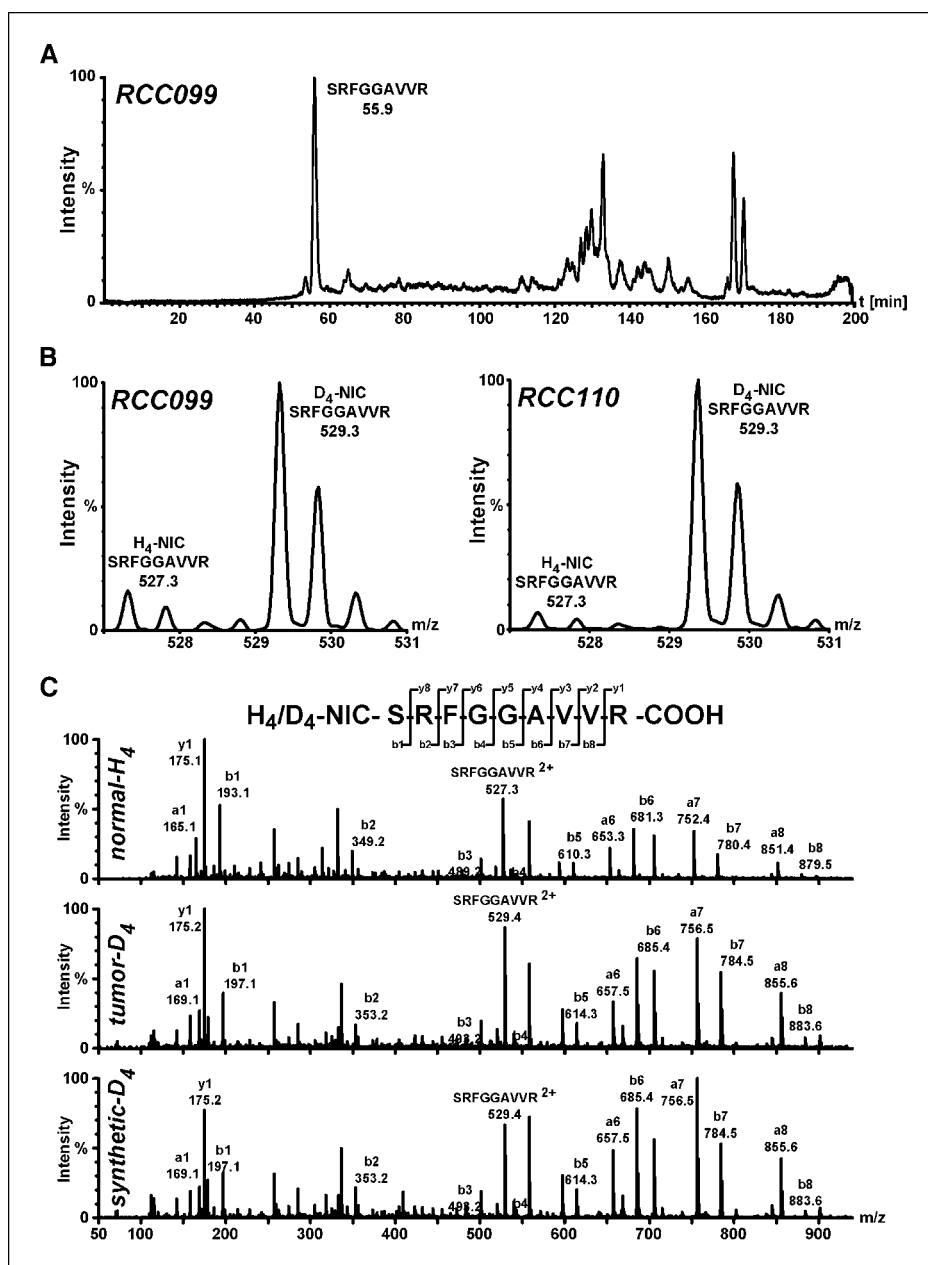 A
RCC099
SRFGGAVVR
55.9
100
%
0
Intensity
20 40 60 80 100 120 140 160 180 200
t [min]
B
RCC099
D4-NIC
SRFGGAVVR
529.3
H4-NIC
SRFGGAVVR
527.3
100
%
0
Intensity
528 529 530 531
m/z
RCC110
D4-NIC
SRFGGAVVR
529.3
H4-NIC
SRFGGAVVR
527.3
100
%
0
Intensity
528 529 530 531
m/z
C
y8 y7 y6 y5 y4 y3 y2 y1
H4/D4-NIC- S-R-F-G-G-A-V-V-R -COOH
b1 b2 b3 b4 b5 b6 b7 b8
normal-H4
Intensity
100
%
0
a1
165.1
y1
175.1
b1
193.1
b2
349.2
b3
489.2
SRFGGAVVR 2+
527.3
b4
b5
610.3
a6
653.3
b6
681.3
a7
752.4
b7
780.4
a8
851.4
b8
879.5
tumor-D4
Intensity
100
%
0
a1
169.1
y1
175.2
b1
197.1
b2
353.2
b3
SRFGGAVVR 2+
529.4
b4
b5
614.3
a6
657.5
b6
685.4
a7
756.5
b7
784.5
a8
855.6
b8
883.6
synthetic-D4
Intensity
100
%
0
a1
169.1
y1
175.2
b1
197.1
b2
353.2
b3
SRFGGAVVR 2+
529.4
b4
b5
614.3
a6
657.5
b6
685.4
a7
756.5
b7
784.5
a8
855.6
b8
883.6
50 100 200 300 400 500 600 700 800 900
m/z